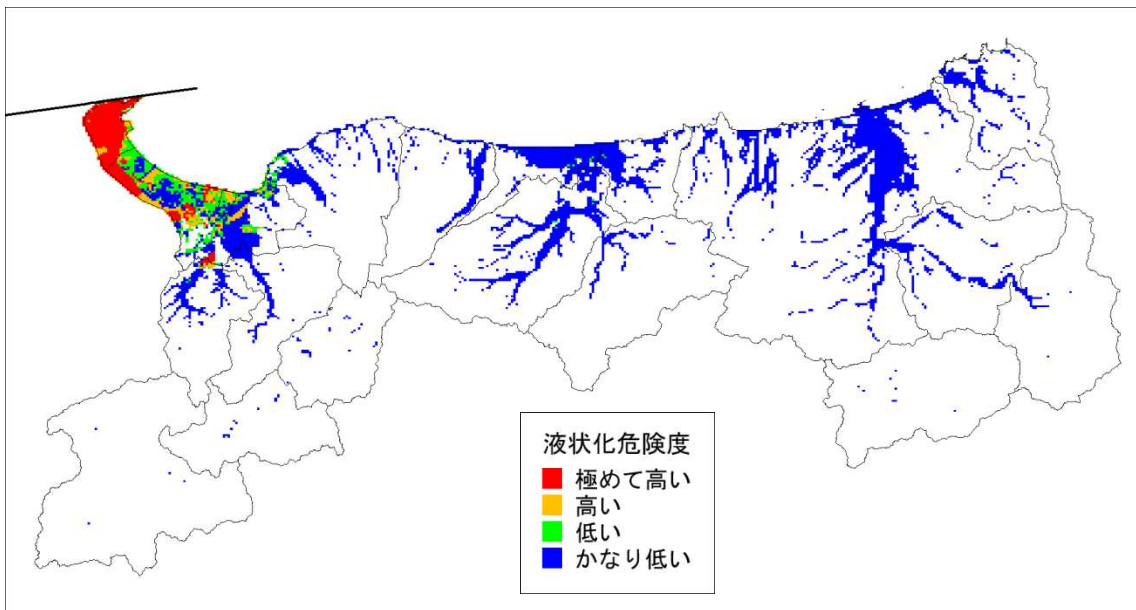 液状化危険度
極めて高い
高い
低い
かなり低い